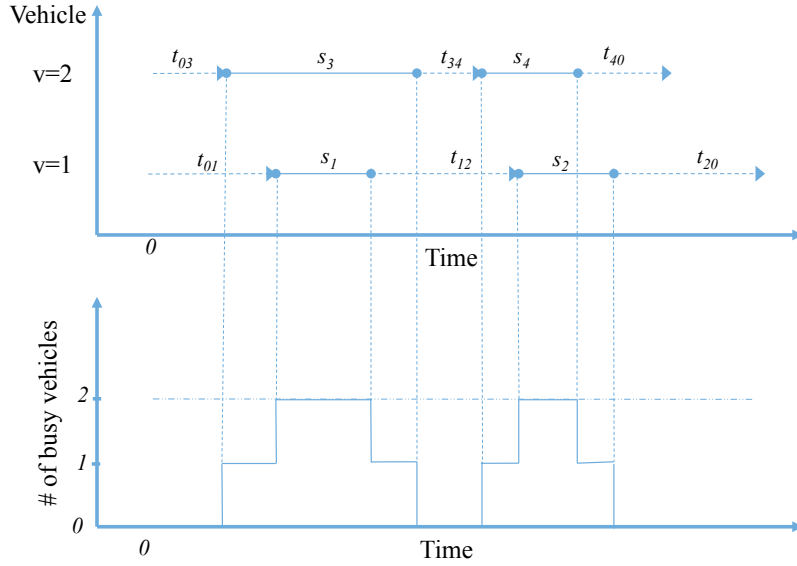 Vehicle
t03 s3 t34 s4 t40
v=2
t01 s1 t12 s2 t20
v=1
0
Time
# of busy vehicles
2
1
0
0
Time